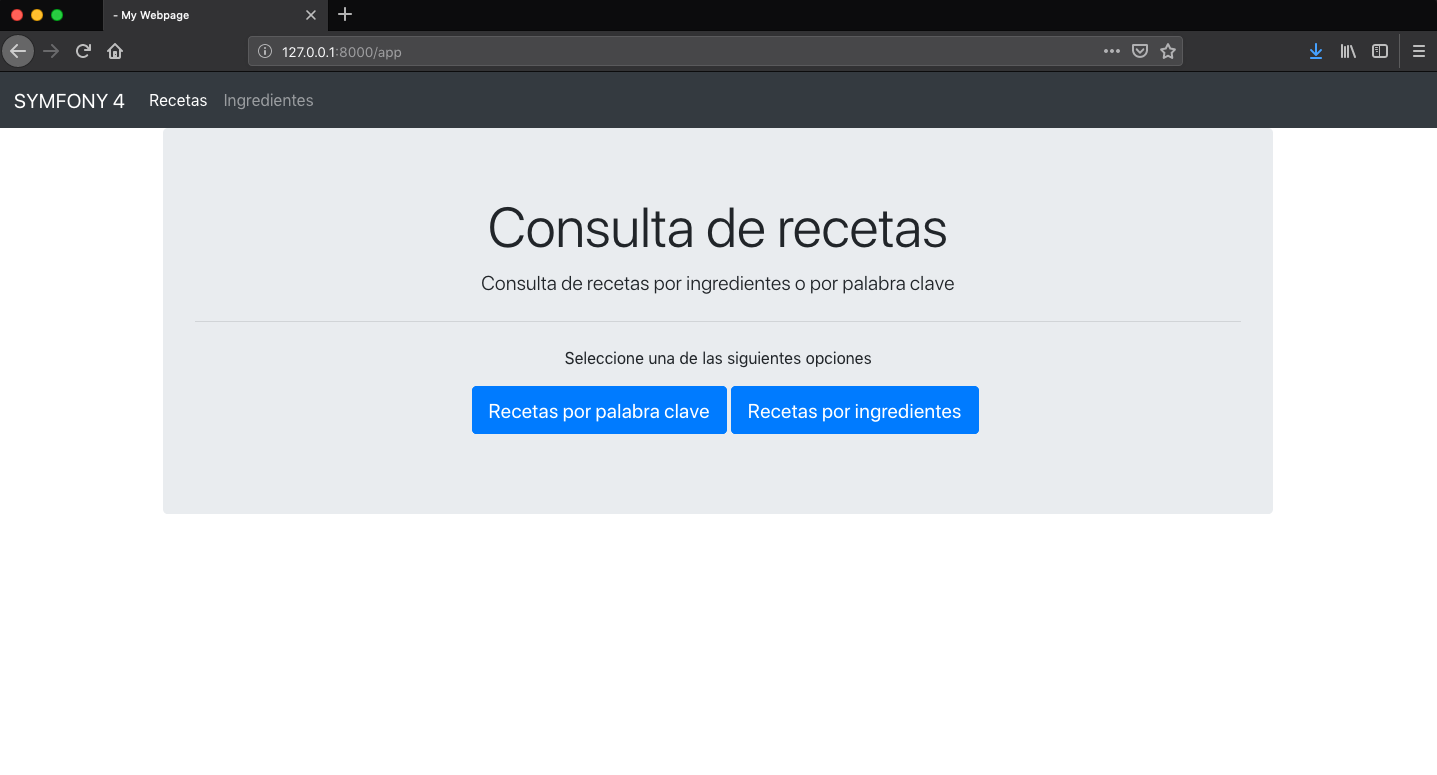 - My Webpage
127.0.0.1:8000/app
SYMFONY 4 Recetas Ingredientes
Consulta de recetas
Consulta de recetas por ingredientes o por palabra clave
Seleccione una de las siguientes opciones
Recetas por palabra clave Recetas por ingredientes